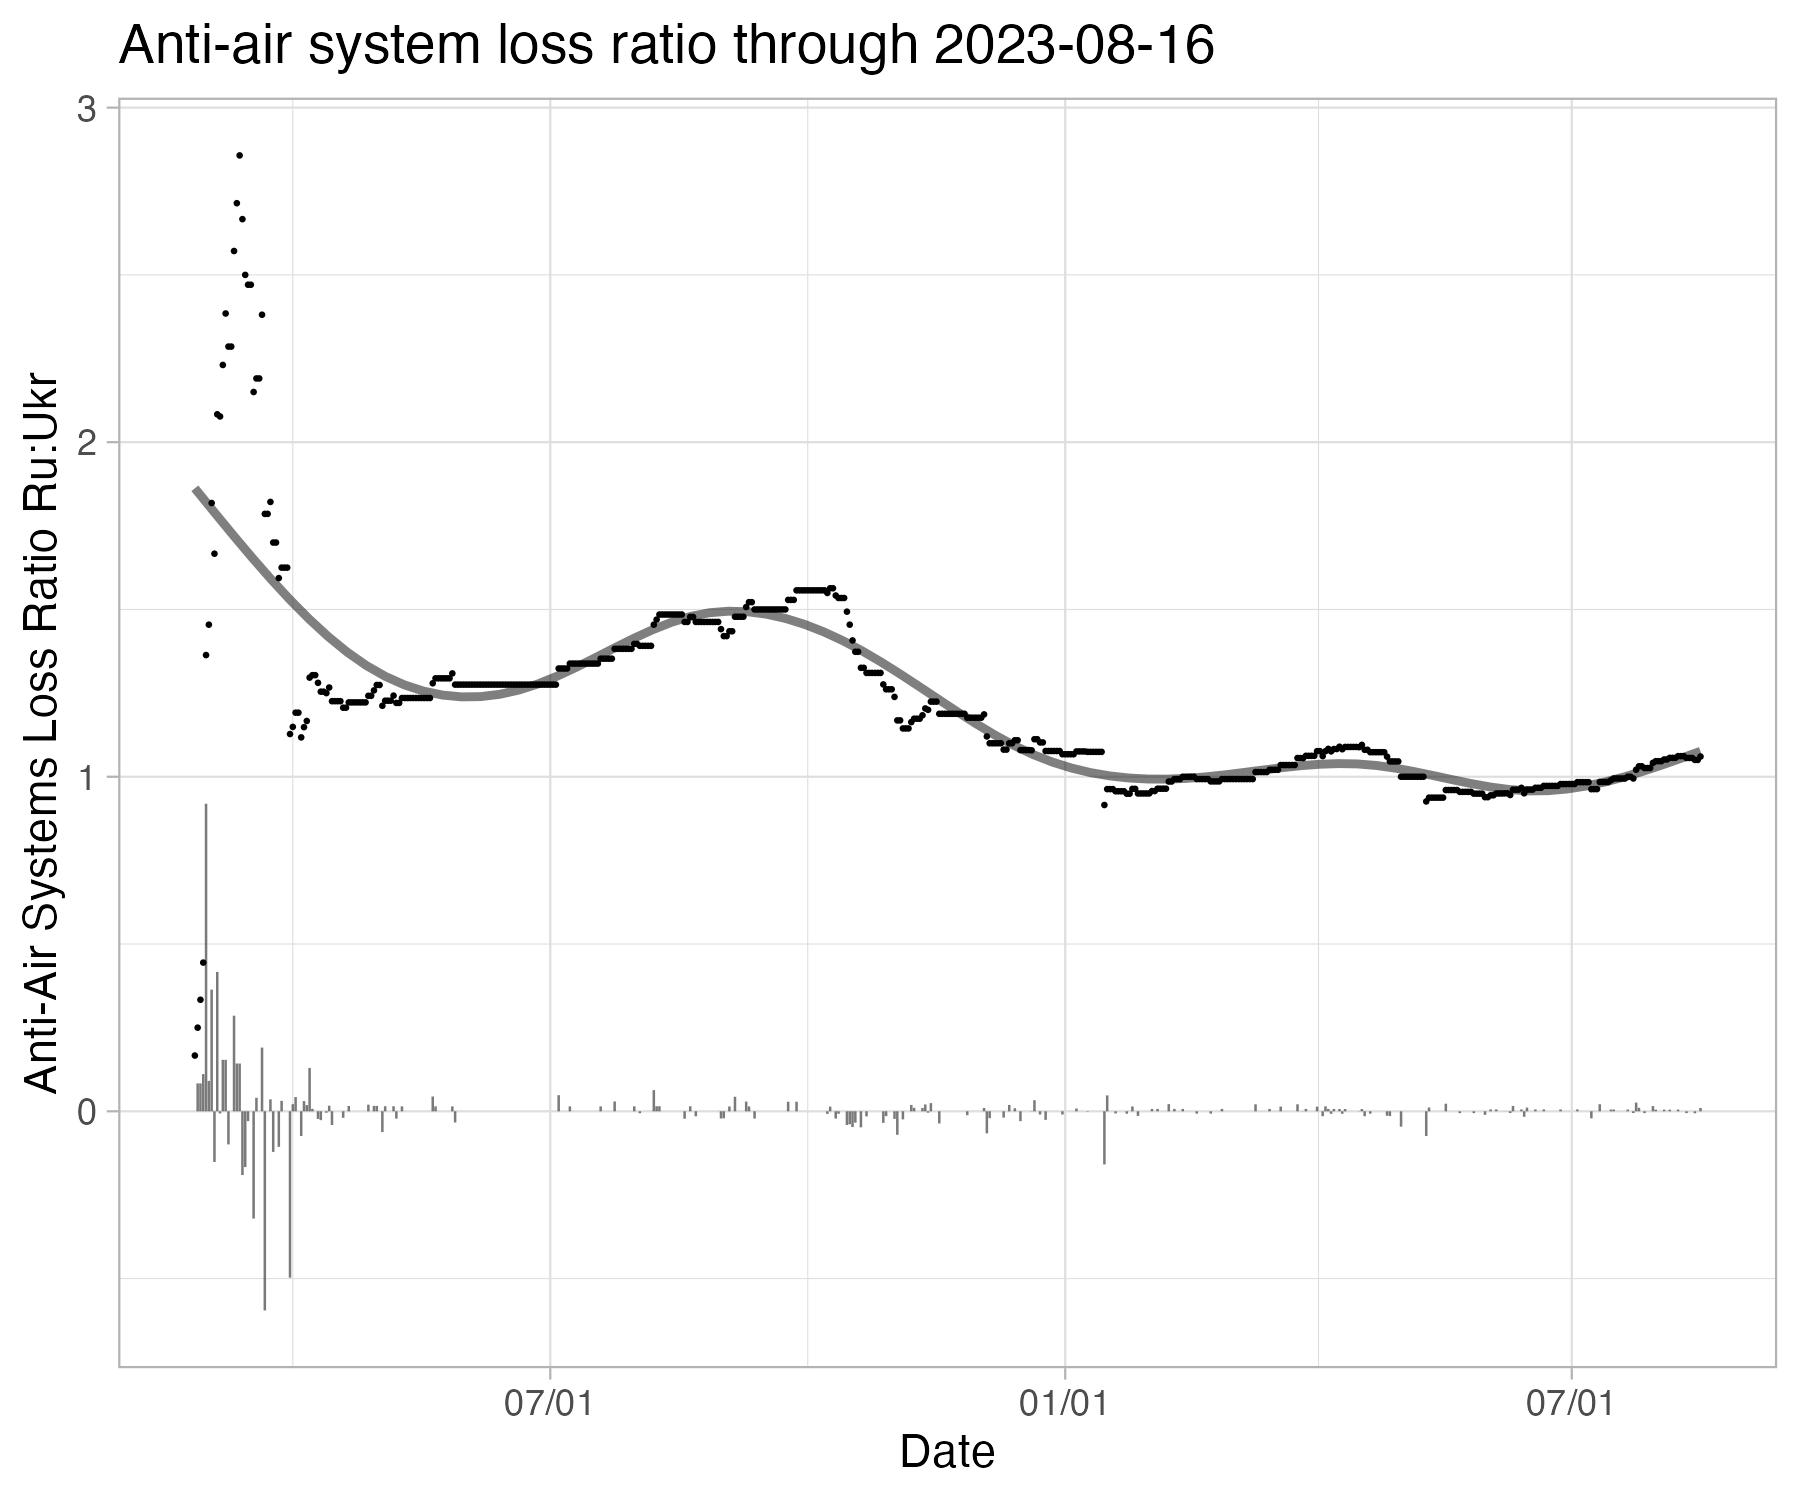 Anti-air system loss ratio through 2023-08-16
Anti-Air Systems Loss Ratio Ru:Ukr
3
2
1
0
07/01
01/01
07/01
Date